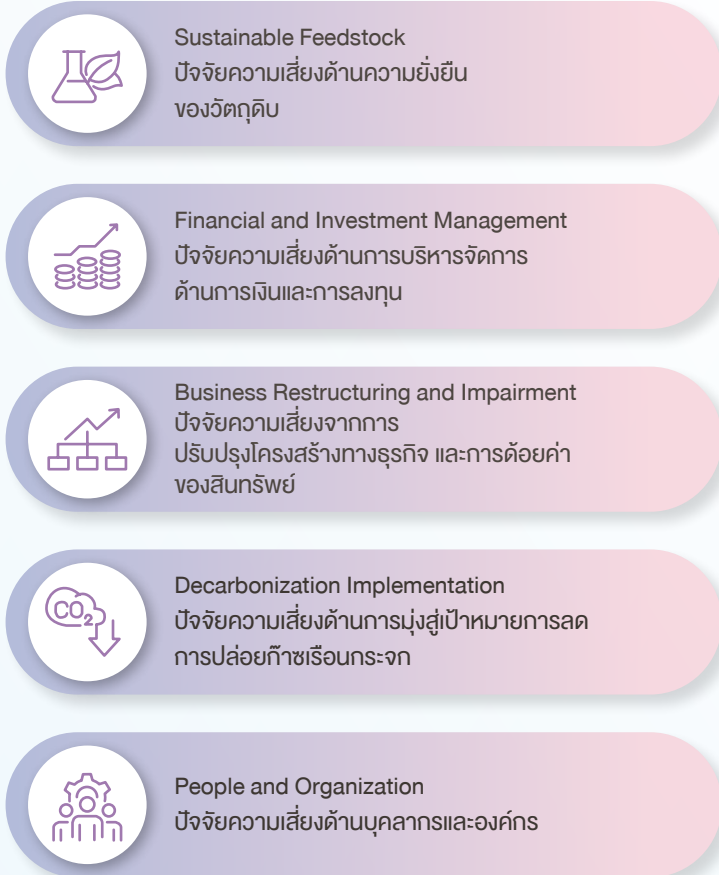 Sustainable Feedstock
ปัจจัยความเสี่ยงด้านความยั่งยืน
ของวัตถุดิบ
Financial and Investment Management
ปัจจัยความเสี่ยงด้านการบริหารจัดการ
ด้านการเงินและการลงทุน
Business Restructuring and Impairment
ปัจจัยความเสี่ยงจากการ
ปรับปรุงโครงสร้างทางธุรกิจ และการด้อยค่า
ของสินทรัพย์
CO₂
Decarbonization Implementation
ปัจจัยความเสี่ยงด้านการมุ่งสู่เป้าหมายการลด
การปล่อยก๊าซเรือนกระจก
People and Organization
ปัจจัยความเสี่ยงด้านบุคลากรและองค์กร